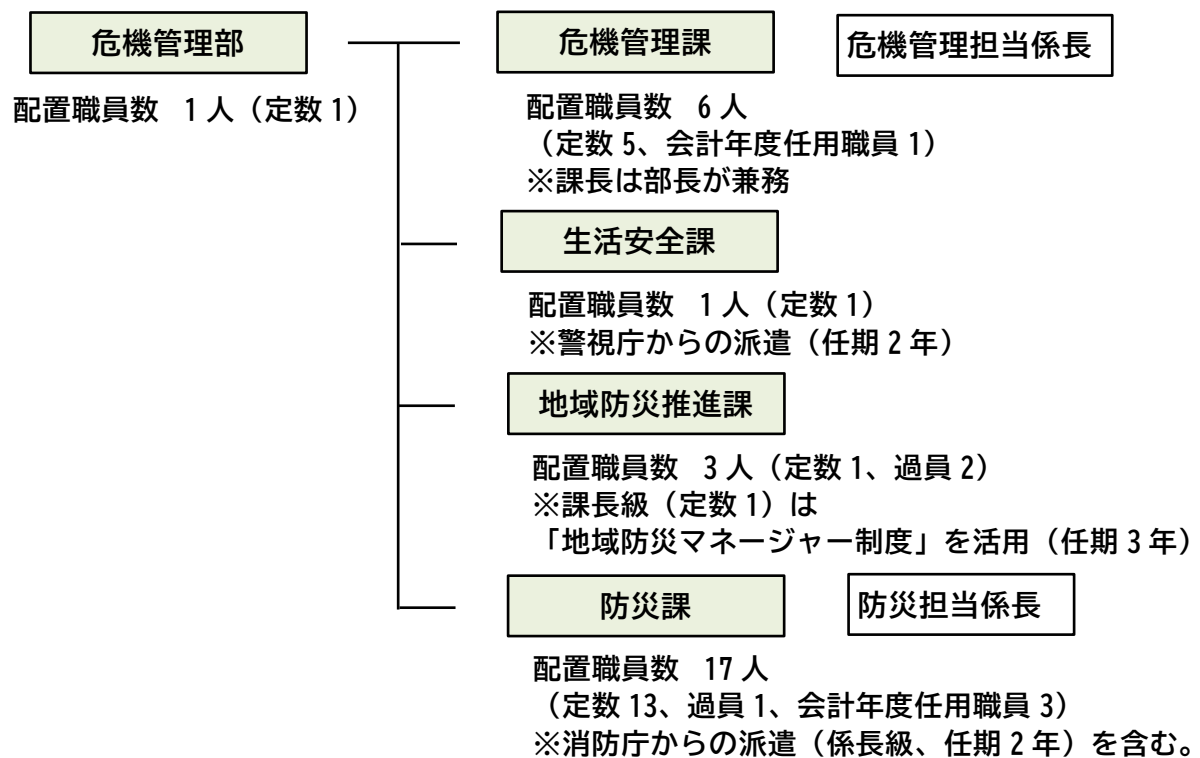 危機管理部
配置職員数 1人（定数1）
危機管理課
危機管理担当係長
配置職員数 6人
（定数5、会計年度任用職員1）
※課長は部長が兼務
生活安全課
配置職員数 1人（定数1）
※警視庁からの派遣（任期2年）
地域防災推進課
配置職員数 3人（定数1、過員2）
※課長級（定数1）は
「地域防災マネージャー制度」を活用（任期3年）
防災課
防災担当係長
配置職員数 17人
（定数13、過員1、会計年度任用職員3）
※消防庁からの派遣（係長級、任期2年）を含む。